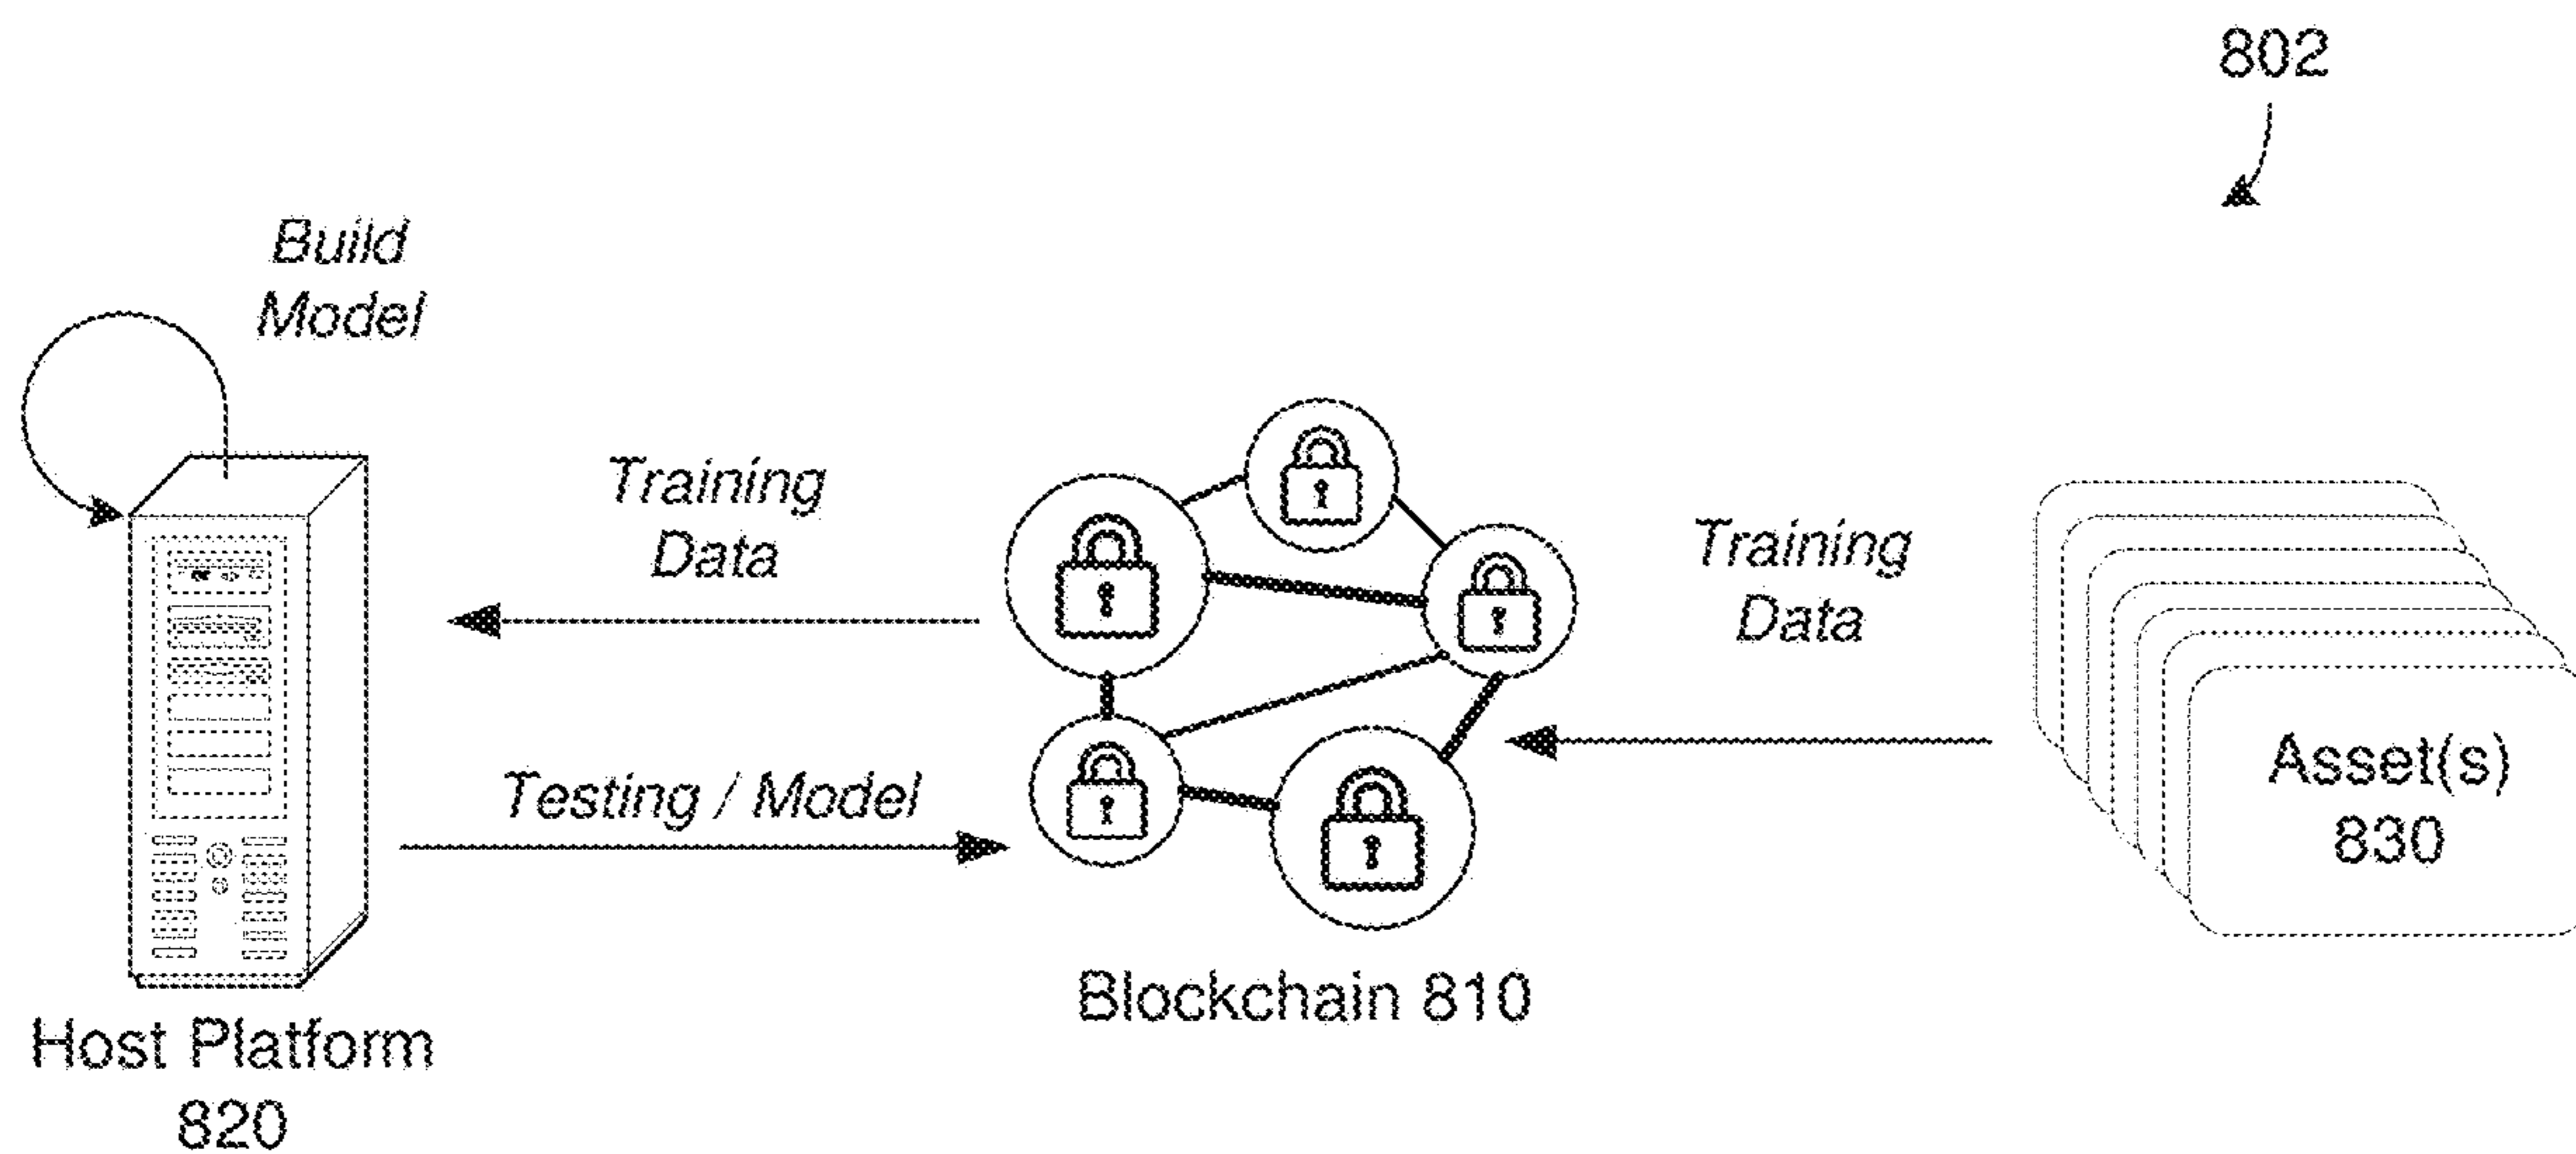 802
Build
Model
Training
Data
Training
Data
Testing / Model
Asset(s)
830
Blockchain 810
Host Platform
820